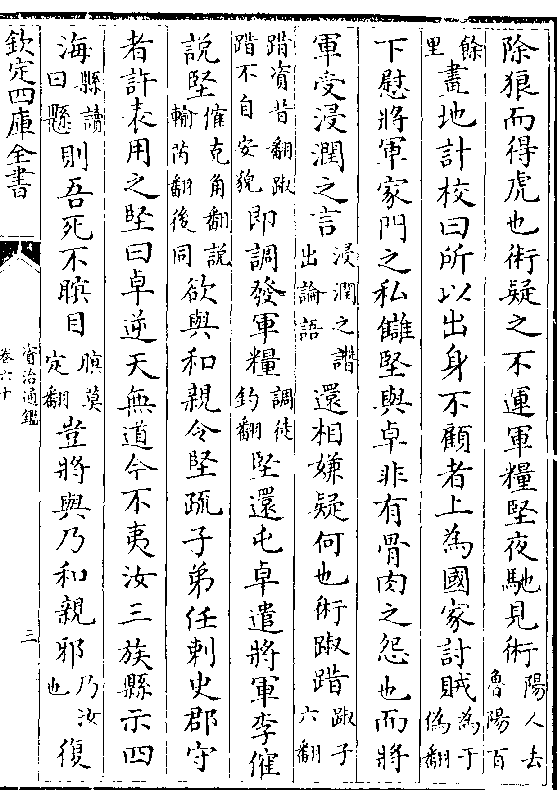 除狼而得虎也術疑之不運軍糧堅夜馳見術陽人去魯陽百
餘里畫地計校曰所以出身不顧者上為國家討賊為于偽翻
下慰將軍家門之私讎堅與卓非有骨肉之怨也而將
軍受浸潤之言浸潤之譖出論語還相嫌疑何也術踧踖踧子六翻
踖資昔翻踧踖不自安貌即調發軍糧調徒釣翻堅還屯卓遣將軍李傕
說堅傕克角翻說輸芮翻後同欲與和親令堅疏子弟任刺史郡守
者許表用之堅曰卓逆天無道今不夷汝三族縣示四
海縣讀曰懸則吾死不瞑目瞑莫定翻豈將與乃和親邪乃汝也復
欽定四庫全書
資治通鑑
卷六十
三